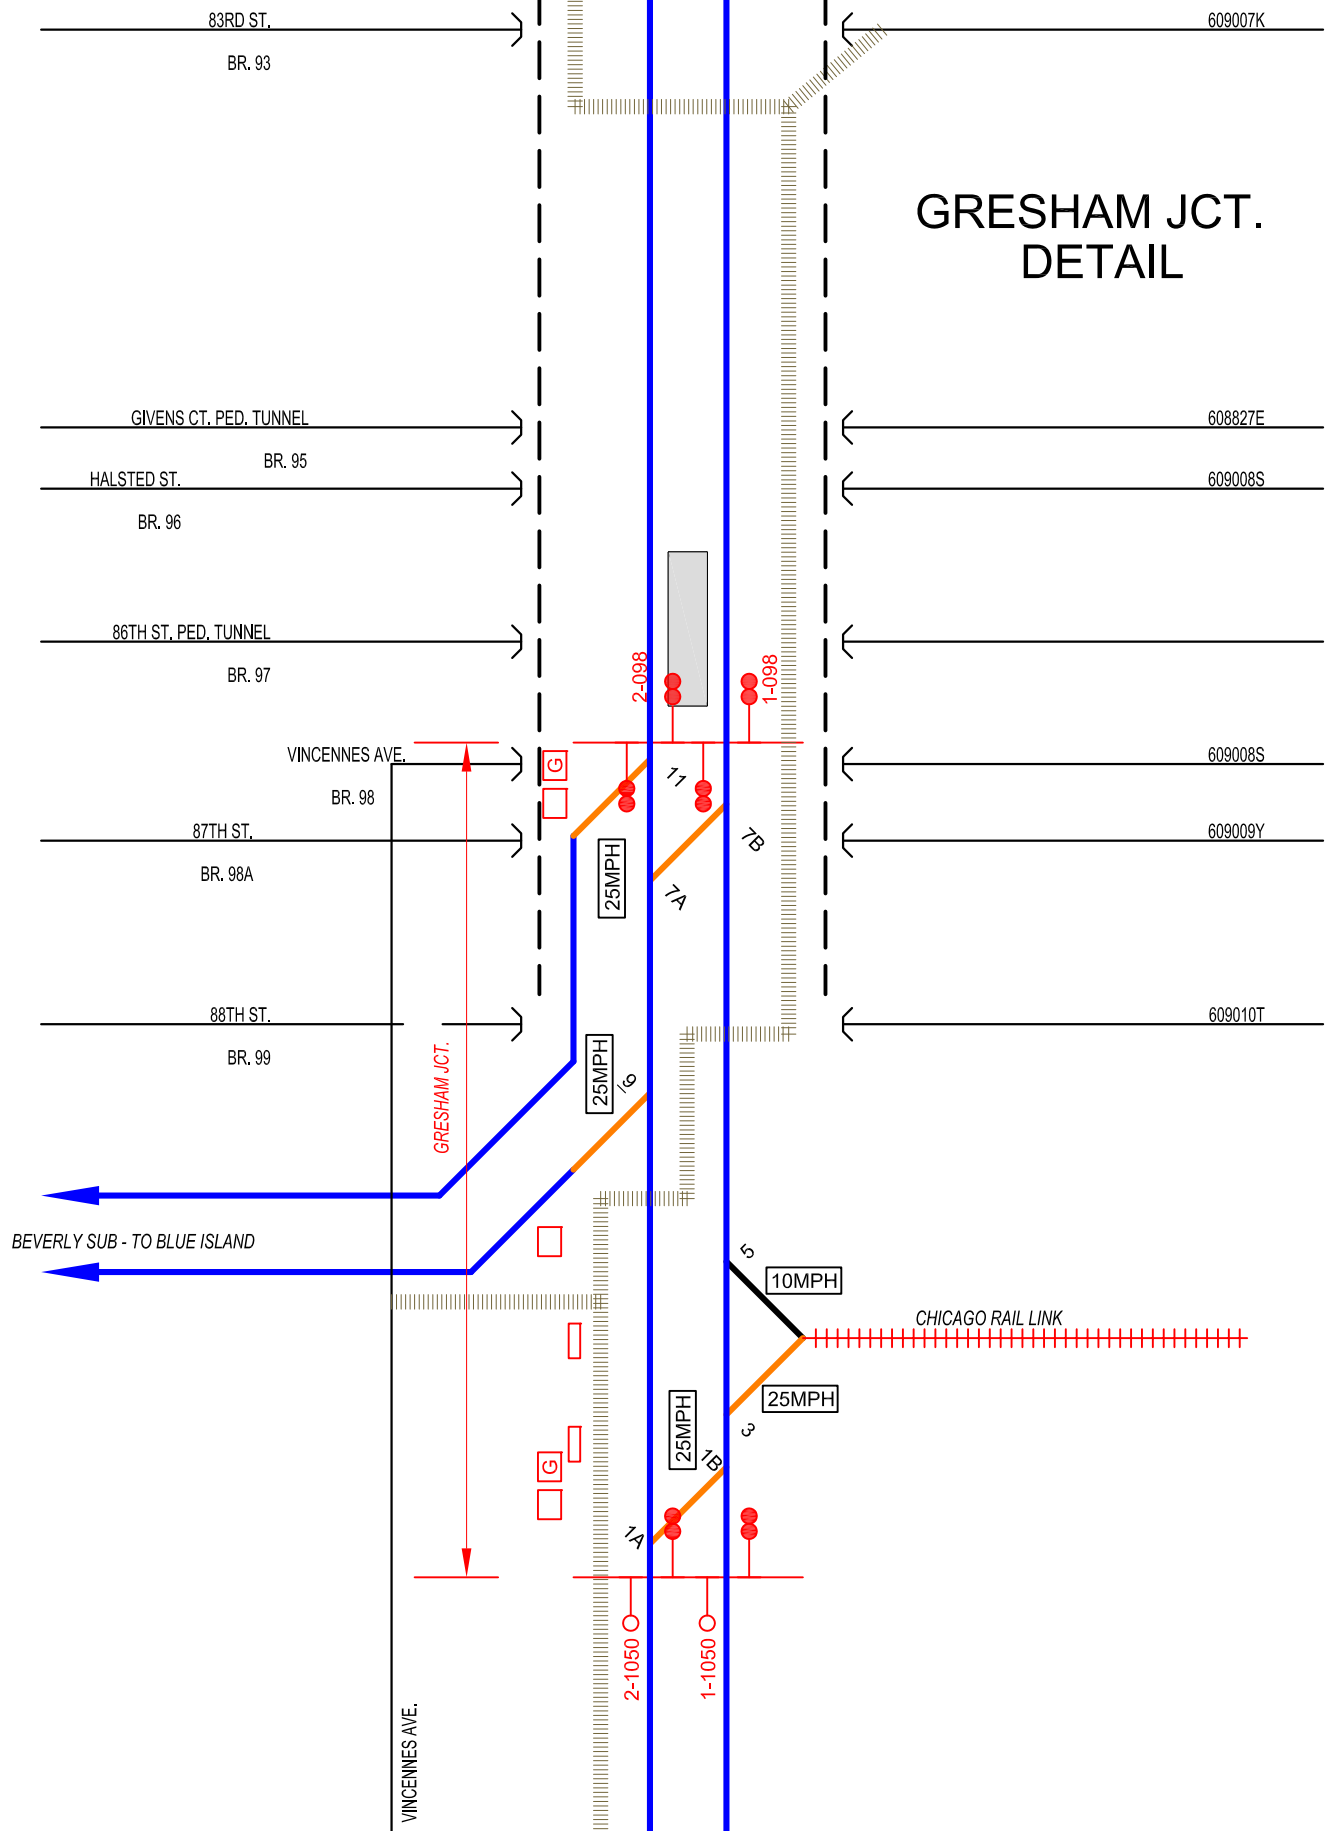 83RD ST.
609007K
BR. 93
GRESHAM JCT.
DETAIL
GIVENS CT. PED. TUNNEL
608827E
BR. 95
HALSTED ST.
609008S
BR. 96
86TH ST. PED. TUNNEL
BR. 97
2-098
1-098
VINCENNES AVE.
G
11
609008S
BR. 98
87TH ST.
7B
609009Y
BR. 98A
25MPH
7A
88TH ST.
609010T
BR. 99
GRESHAM JCT.
25MPH
9
BEVERLY SUB - TO BLUE ISLAND
5
10MPH
CHICAGO RAIL LINK
25MPH
25MPH
3
1B
G
1A
2-1050
1-1050
VINCENNES AVE.